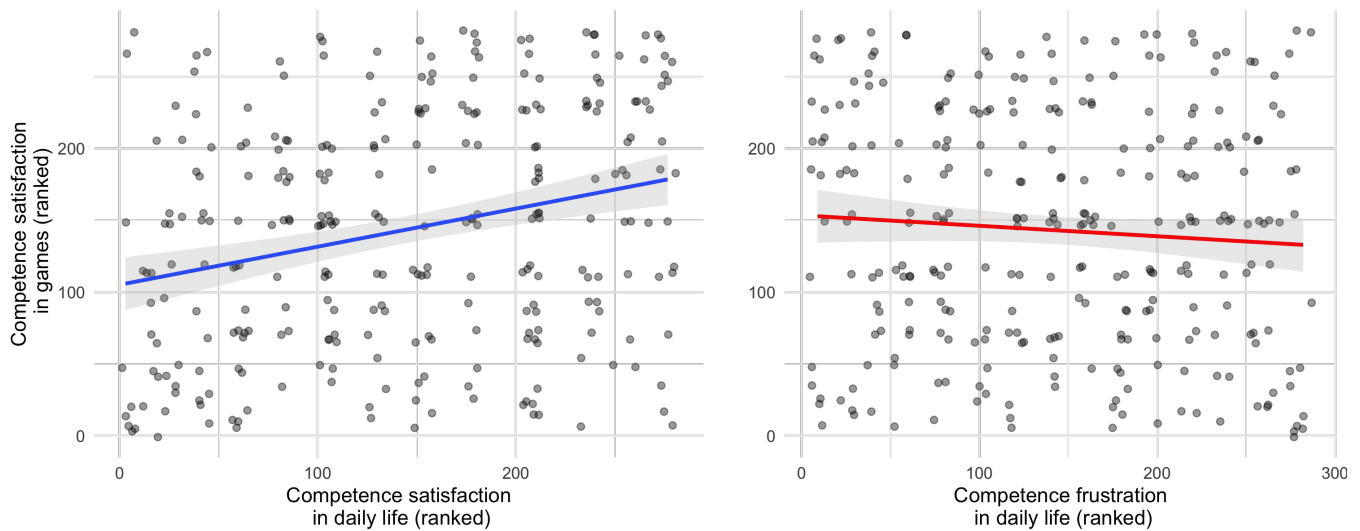 Competence satisfaction
in games (ranked)
200
100
0
0
100
200
Competence satisfaction
in daily life (ranked)
200
100
0
0
100
200
300
Competence frustration
in daily life (ranked)